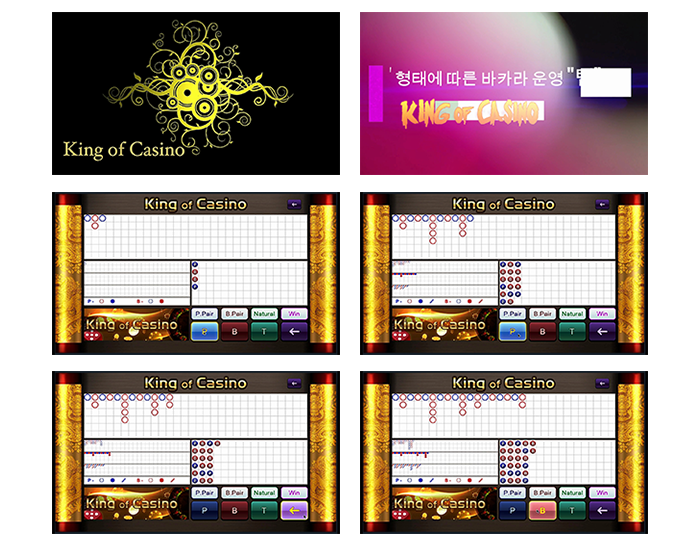 King of Casino
' 형태에 따른 바카라 운영 "
KING OF CASINO
King of Casino
P.Pair B.Pair Natural Win
King of Casino
P B T
King of Casino
P.Pair B.Pair Natural Win
King of Casino
P B T
King of Casino
P.Pair B.Pair Natural Win
King of Casino
P B T
King of Casino
P.Pair B.Pair Natural Win
King of Casino
P B T